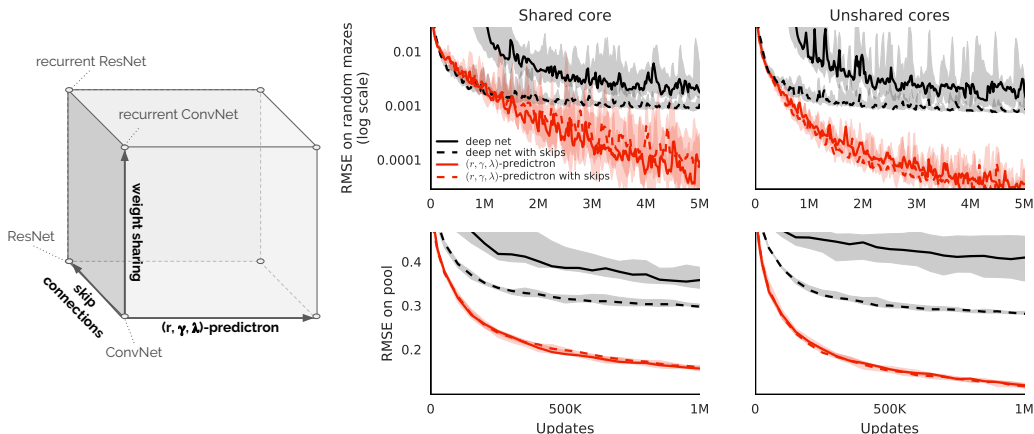 recurrent ResNet
recurrent ConvNet
weight sharing
ResNet
skip
connections
(r, γ, λ)-predictron
ConvNet
Shared core
Unshared cores
RMSE on random mazes
(log scale)
0.01
0.001
0.0001
deep net
deep net with skips
(r, γ, λ)-predictron
(r, γ, λ)-predictron with skips
0 1M 2M 3M 4M 5M
0 1M 2M 3M 4M 5M
RMSE on pool
0.4
0.3
0.2
0 500K 1M
Updates
0 500K 1M
Updates